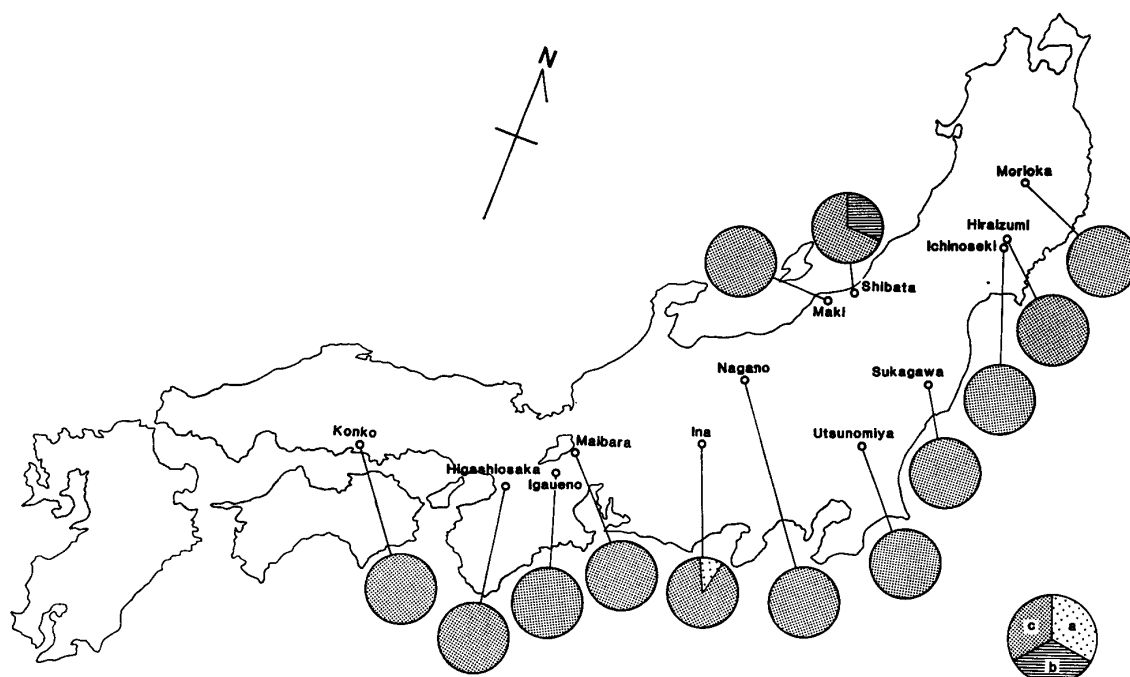 N
Morioka
Hiraizumi
Ichinoseki
Shibata
Maki
Nagano
Sukagawa
Konko
Maibara
Ina
Utsunomiya
Higashiosaka
Igaueno
c
a
b